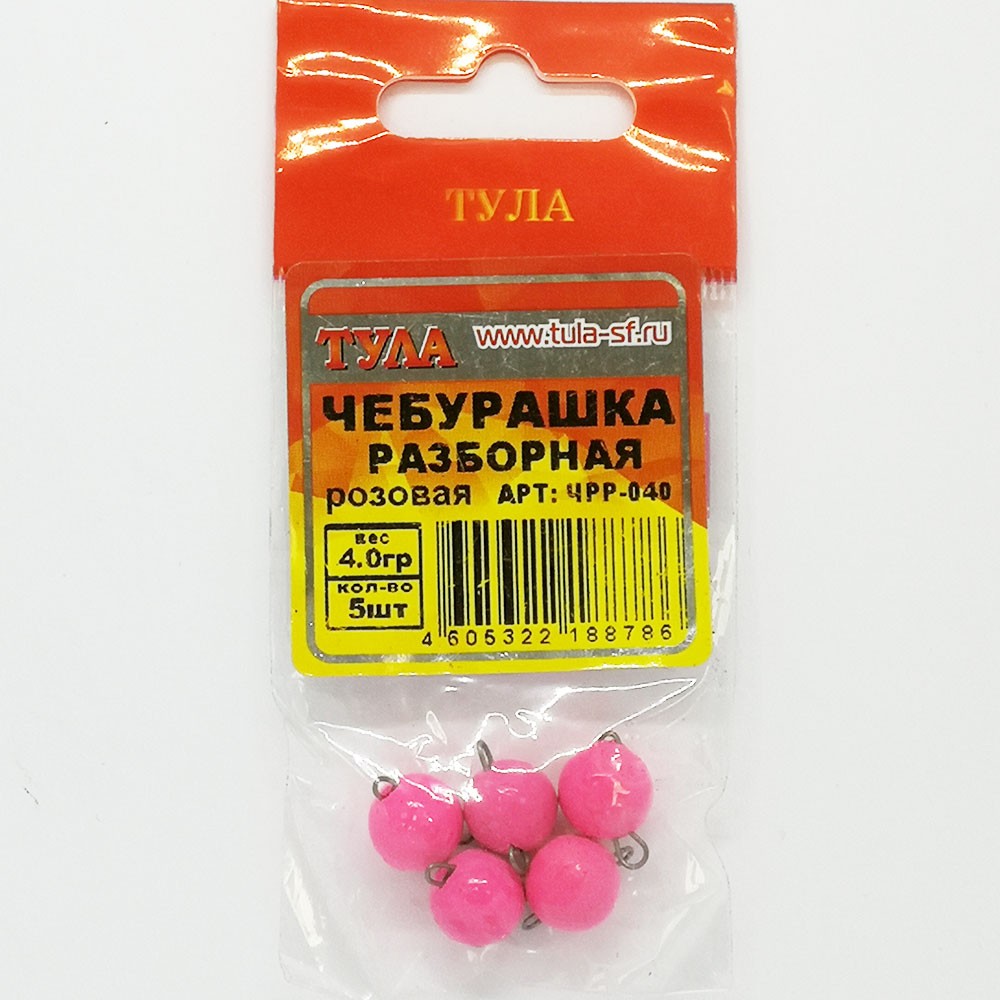 ТУЛА
ТУЛА www.tula-sf.ru
ЧЕБУРАШКА
РАЗБОРНАЯ
розовая АРТ: ЧРР-040
вес
4.0гр
кол-во
5шт
4 605322 188786